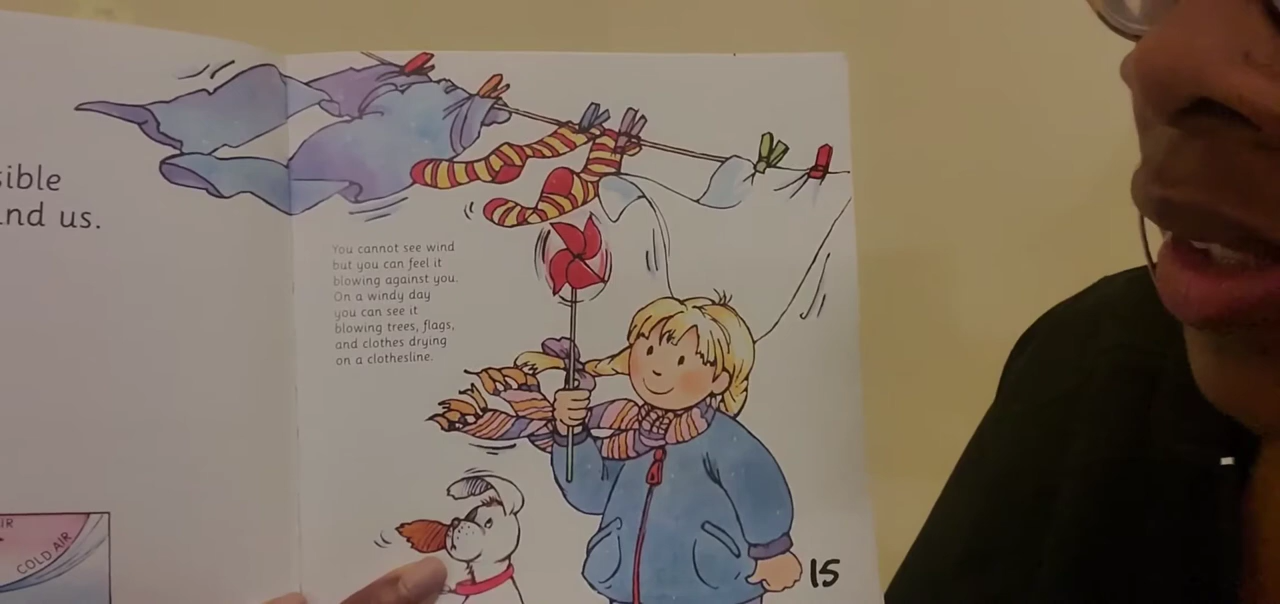 sible
nd us.
You cannot see wind
but you can feel it
blowing against you.
On a windy day
you can see it
blowing trees, flags,
and clothes drying
on a clothesline.
IR
COLD AIR
15